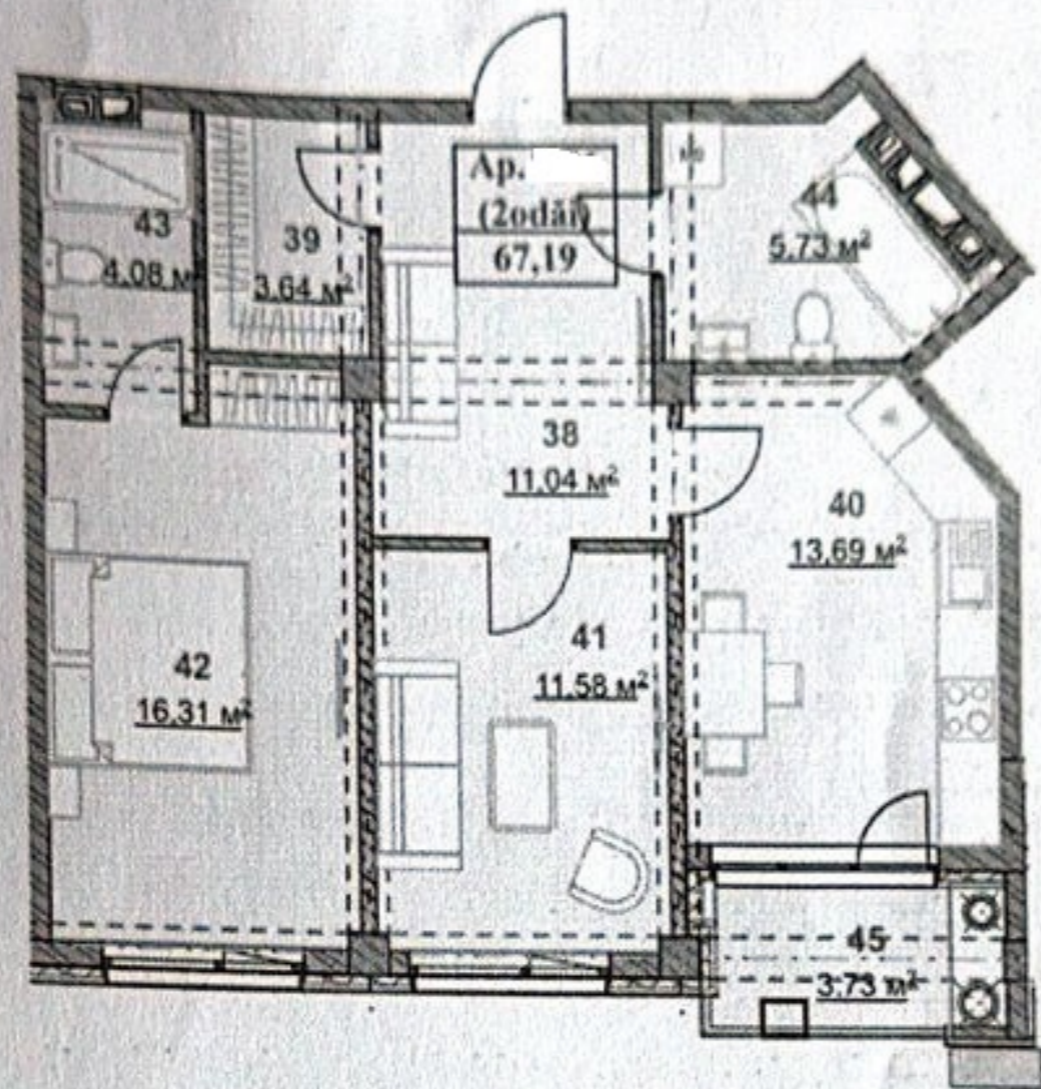 Ap.
(2odăi)
67,19
43
4.08 м
39
3.64 м²
44
5.73 м²
38
11.04 м²
40
13.69 м²
42
16.31 м²
41
11.58 м²
45
3.73 м²